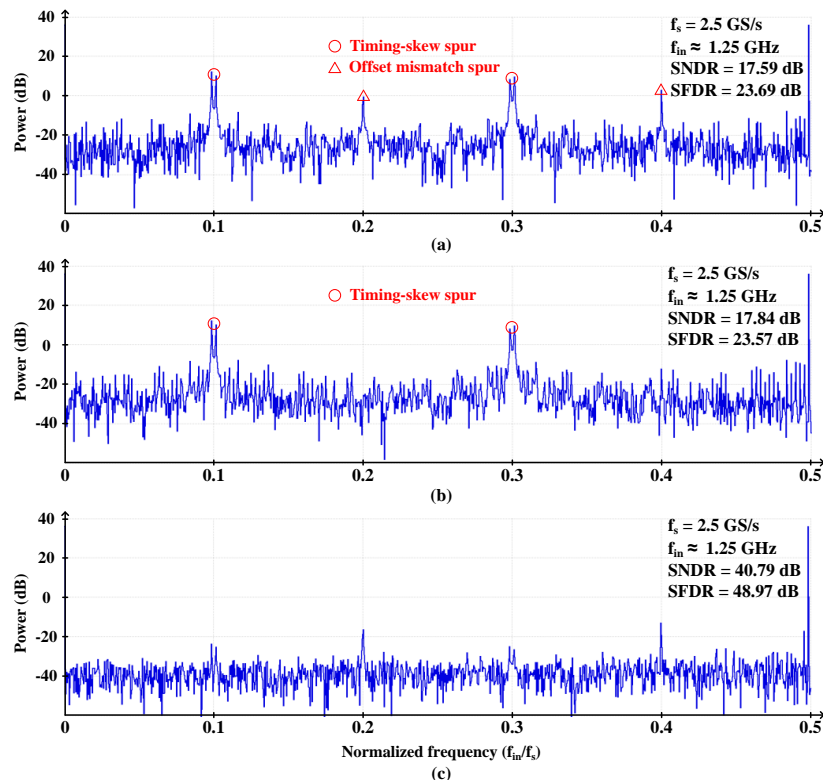 40
20
0
-20
-40
Power (dB)
Timing-skew spur
Offset mismatch spur
fs = 2.5 GS/s
fin ≈ 1.25 GHz
SNDR = 17.59 dB
SFDR = 23.69 dB
0 0.1 0.2 0.3 0.4 0.5
(a)
40
20
0
-20
-40
Power (dB)
Timing-skew spur
fs = 2.5 GS/s
fin ≈ 1.25 GHz
SNDR = 17.84 dB
SFDR = 23.57 dB
0 0.1 0.2 0.3 0.4 0.5
(b)
40
20
0
-20
-40
Power (dB)
fs = 2.5 GS/s
fin ≈ 1.25 GHz
SNDR = 40.79 dB
SFDR = 48.97 dB
0 0.1 0.2 0.3 0.4 0.5
Normalized frequency (fin/fs)
(c)